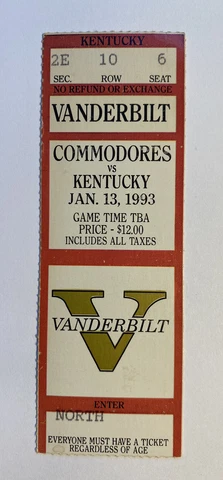 KENTUCKY
2E 10 6
SEC. ROW SEAT
NO REFUND OR EXCHANGE
VANDERBILT
COMMODORES
VS
KENTUCKY
JAN. 13, 1993
GAME TIME TBA
PRICE - $12.00
INCLUDES ALL TAXES
V
VANDERBILT
ENTER
NORTH
EVERYONE MUST HAVE A TICKET
REGARDLESS OF AGE